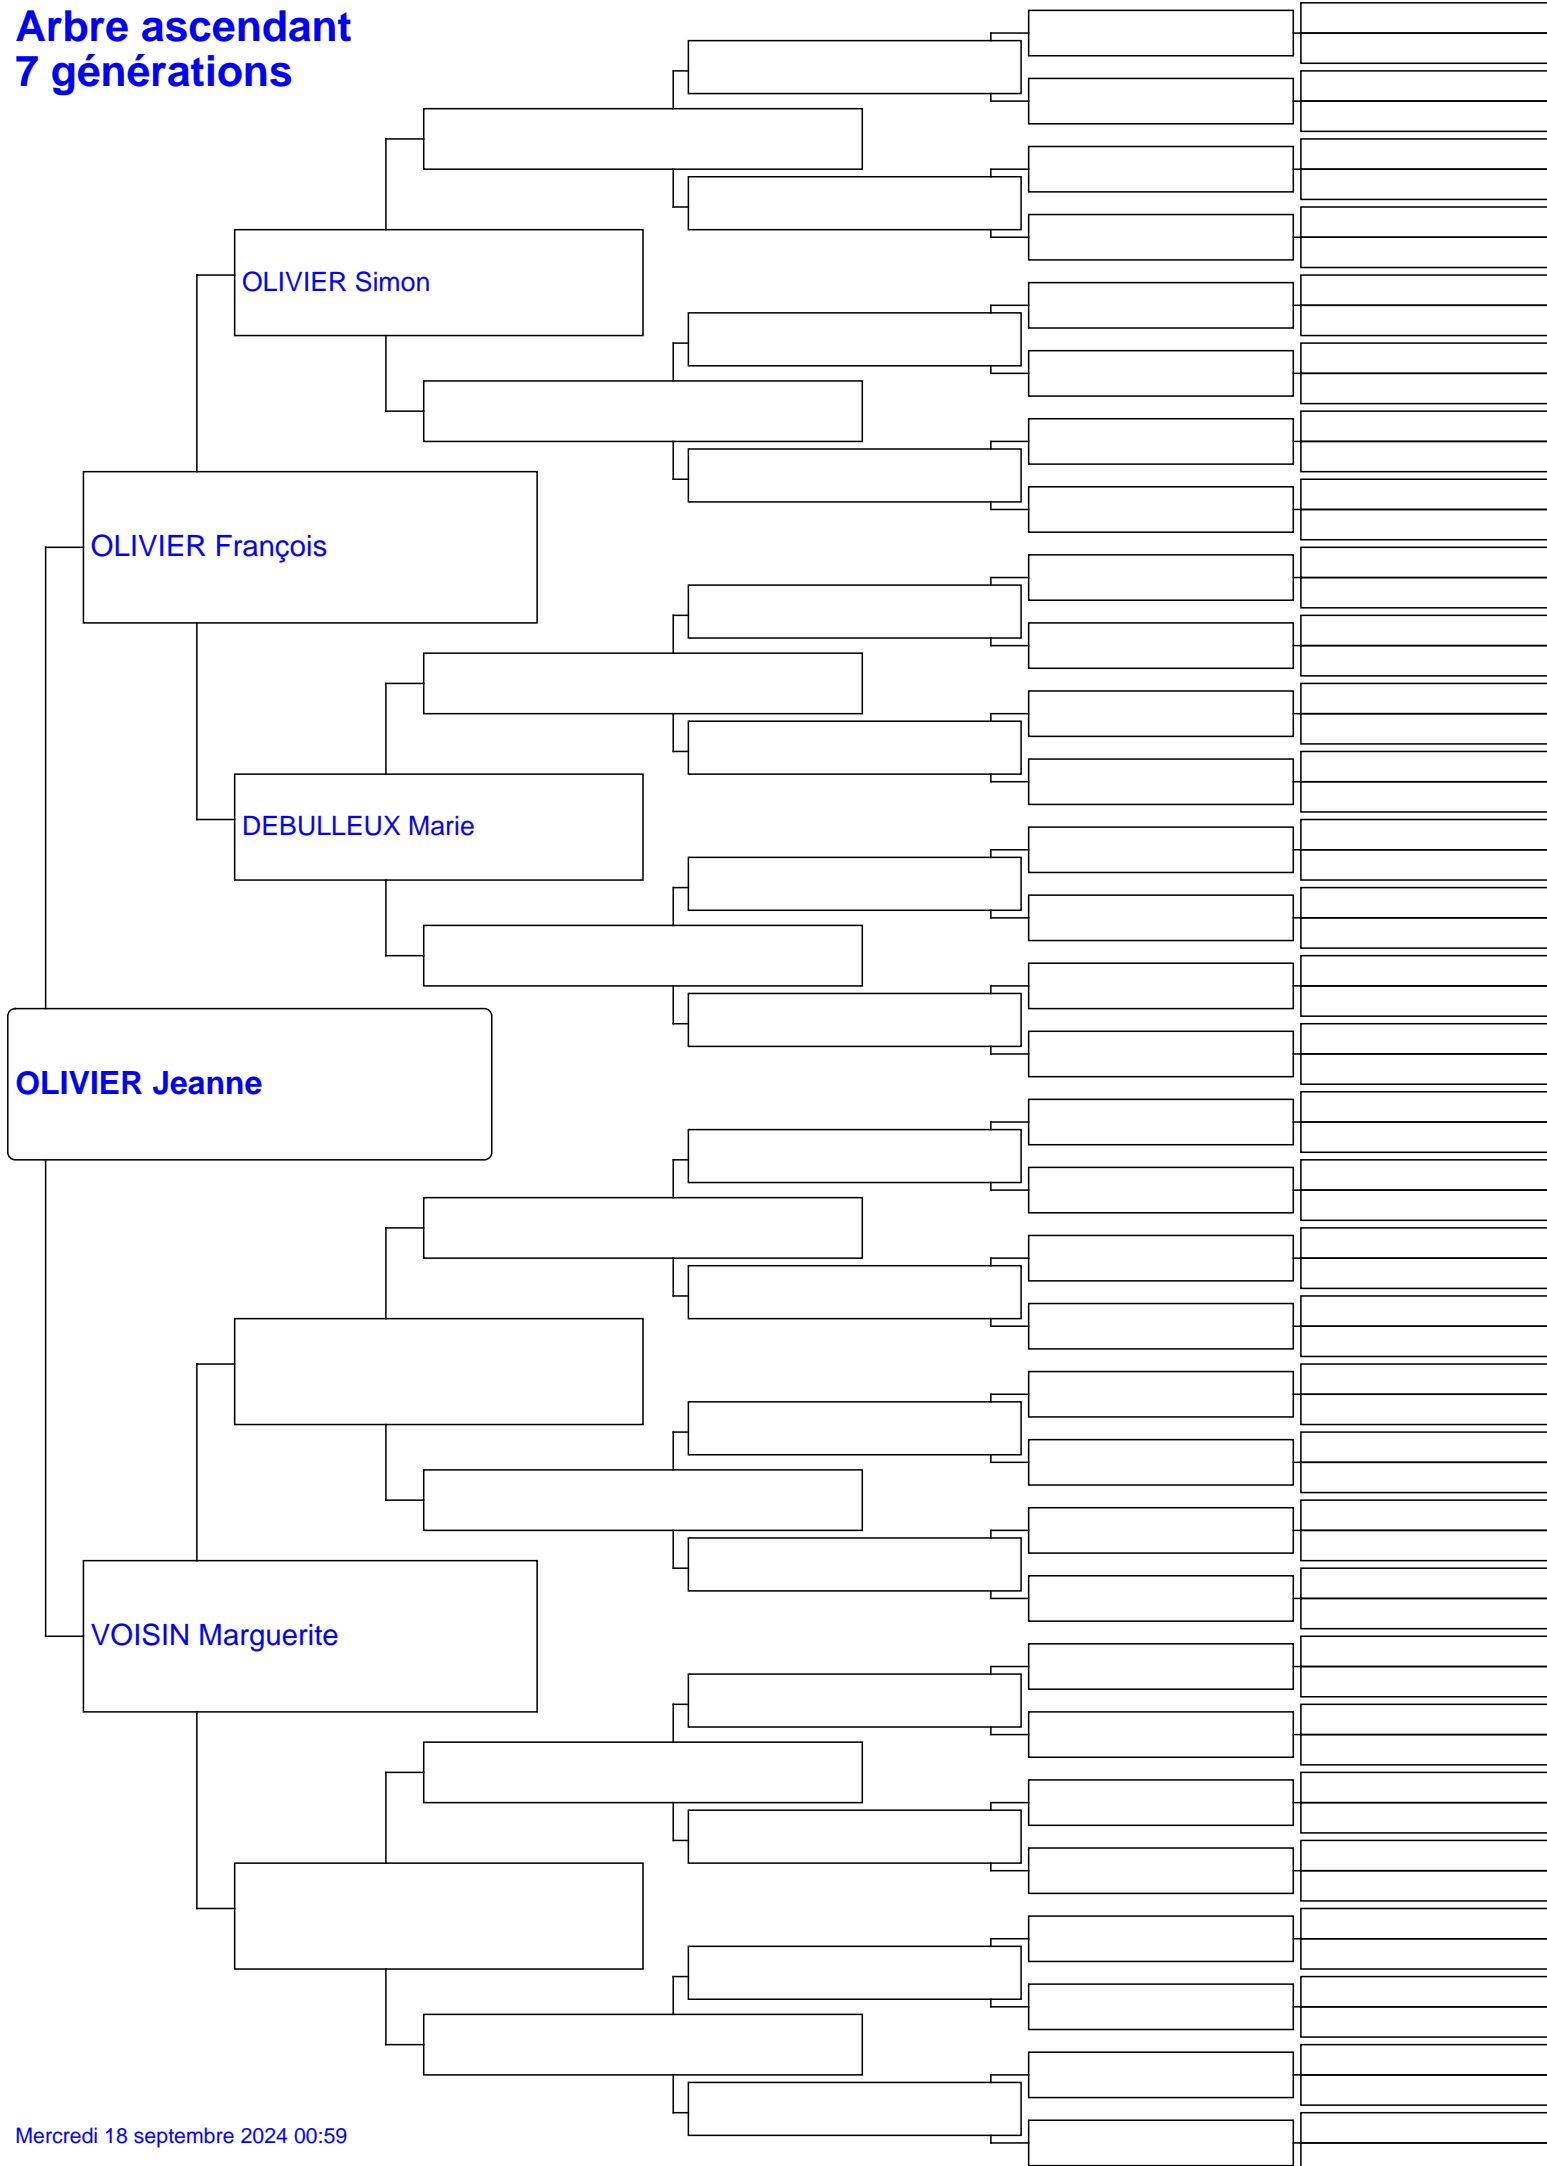 Arbre ascendant
7 générations
OLIVIER Simon
OLIVIER François
DEBULLEUX Marie
OLIVIER Jeanne
VOISIN Marguerite
Mercredi 18 septembre 2024 00:59